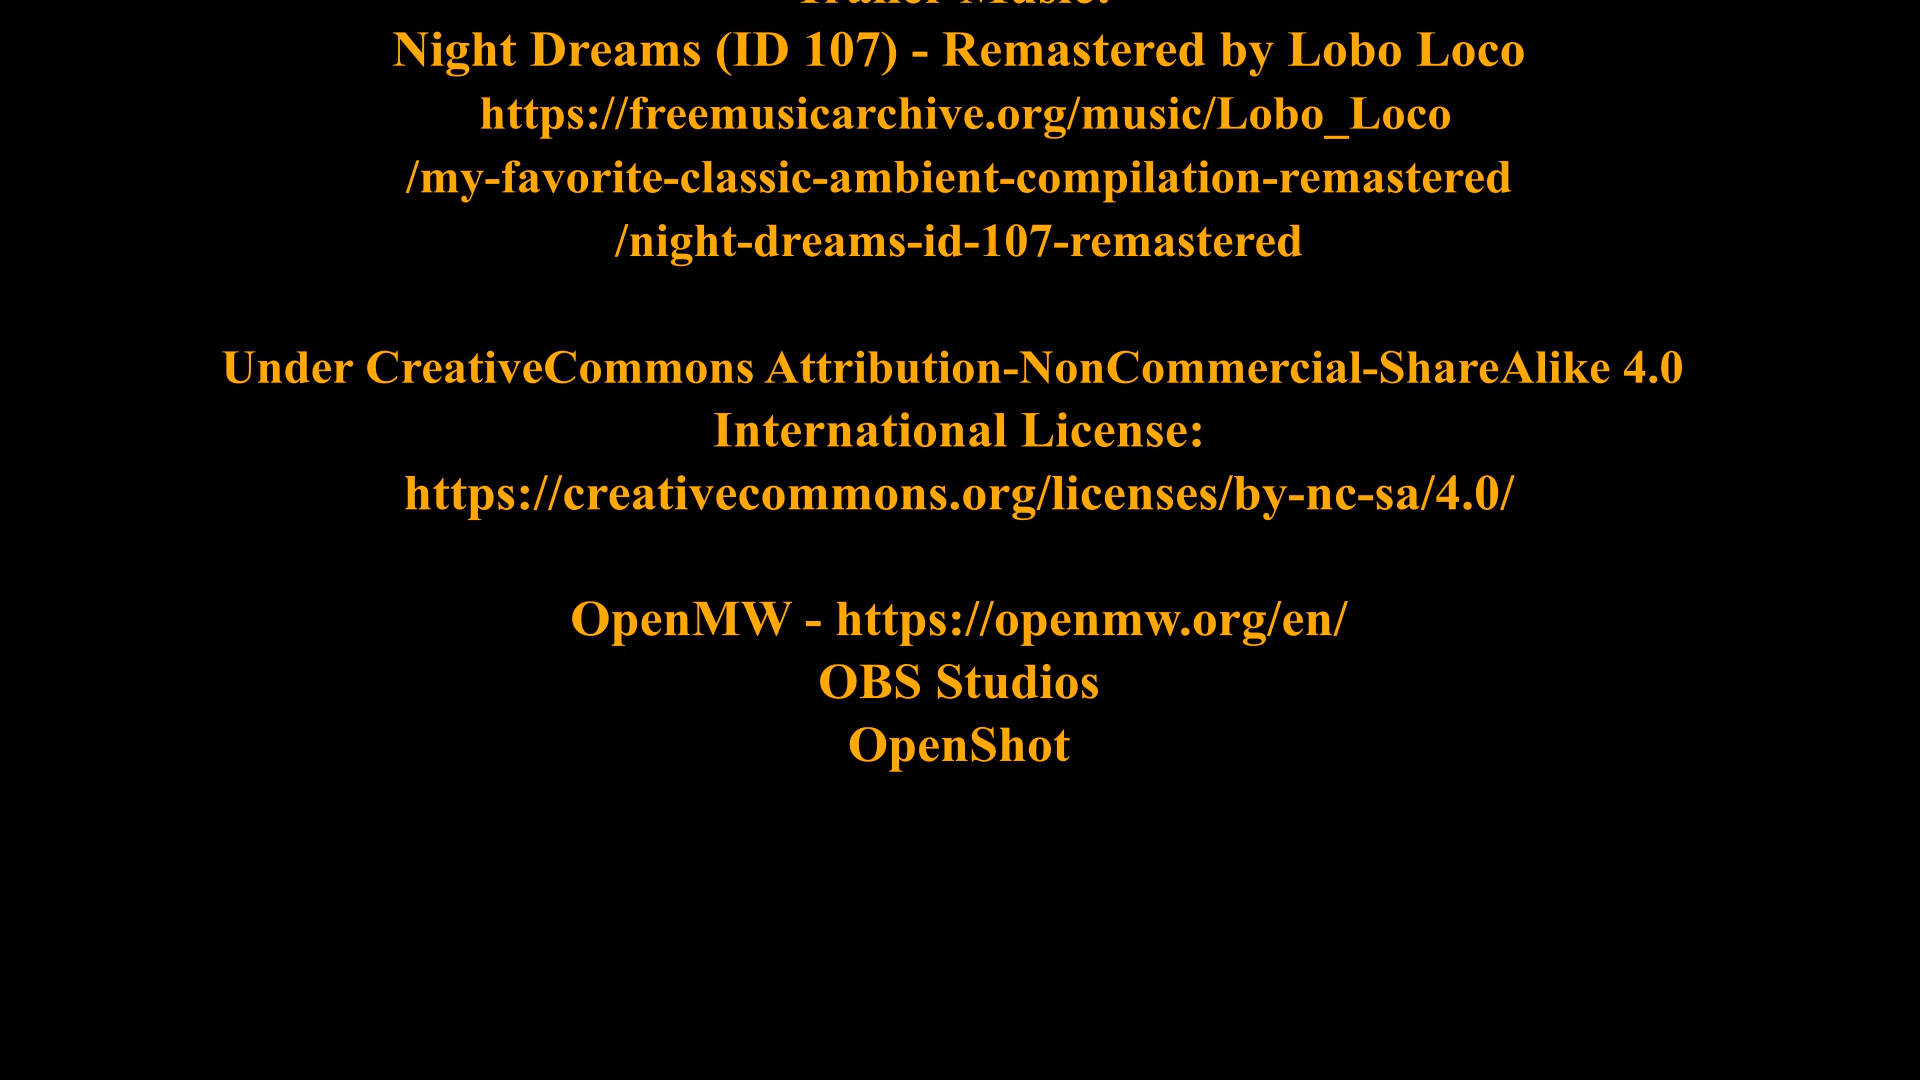 Trailer Music:
Night Dreams (ID 107) - Remastered by Lobo Loco
https://freemusicarchive.org/music/Lobo_Loco
/my-favorite-classic-ambient-compilation-remastered
/night-dreams-id-107-remastered
Under CreativeCommons Attribution-NonCommercial-ShareAlike 4.0
International License:
https://creativecommons.org/licenses/by-nc-sa/4.0/
OpenMW - https://openmw.org/en/
OBS Studios
OpenShot